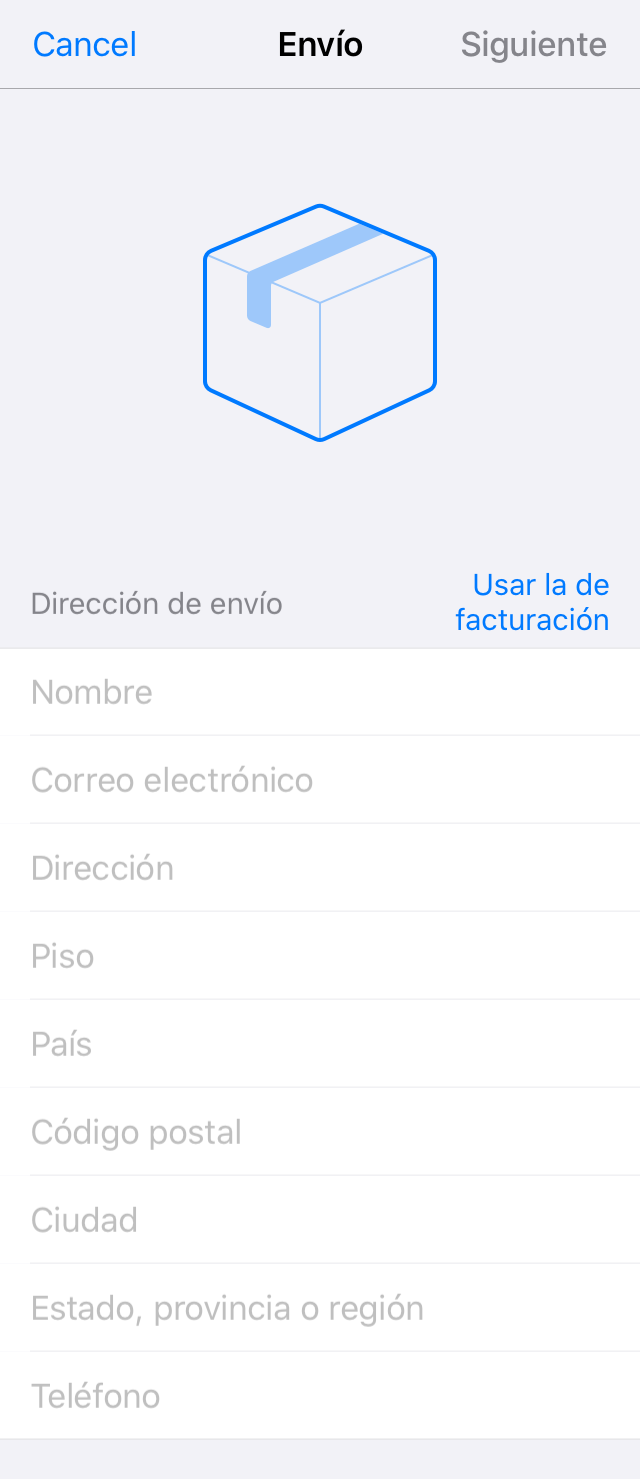 Cancel
Envío
Siguiente
Dirección de envío
Usar la de
facturación
Nombre
Correo electrónico
Dirección
Piso
País
Código postal
Ciudad
Estado, provincia o región
Teléfono